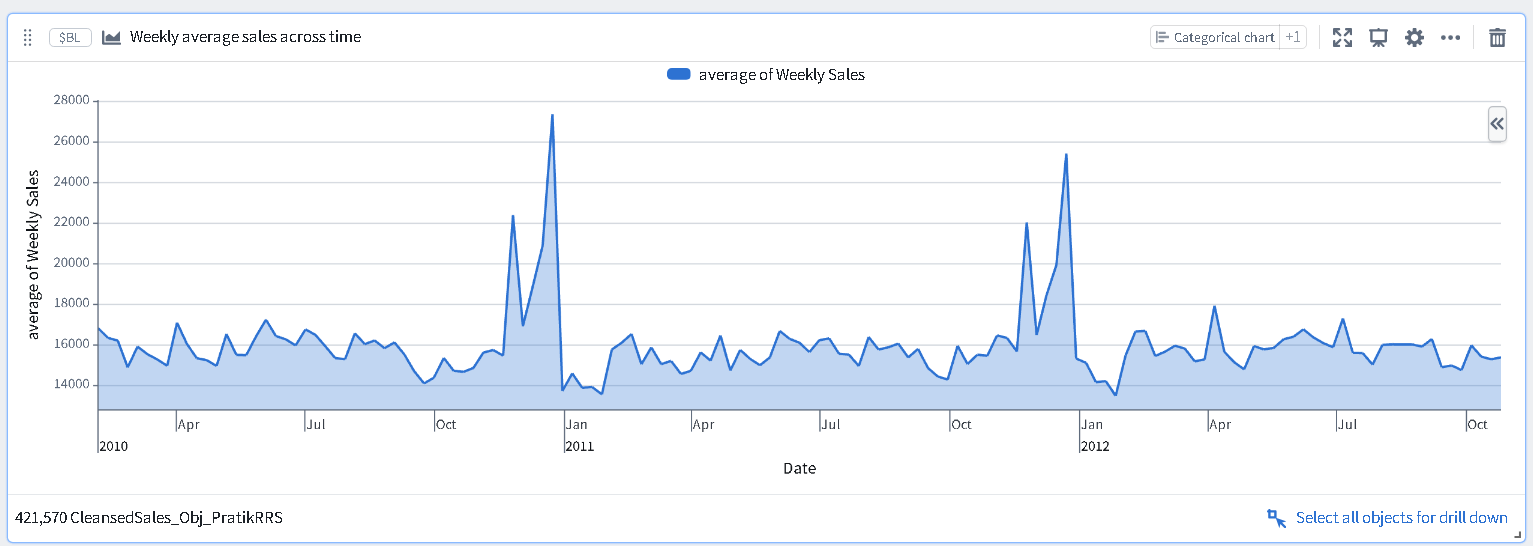 $BL Weekly average sales across time Categorical chart +1
average of Weekly Sales
28000
26000
24000
22000
20000
18000
16000
14000
average of Weekly Sales
Apr Jul Oct Jan Apr Jul Oct Jan Apr Jul Oct
2010 2011 2012
Date
421,570 CleansedSales_Obj_PratikRRS Select all objects for drill down